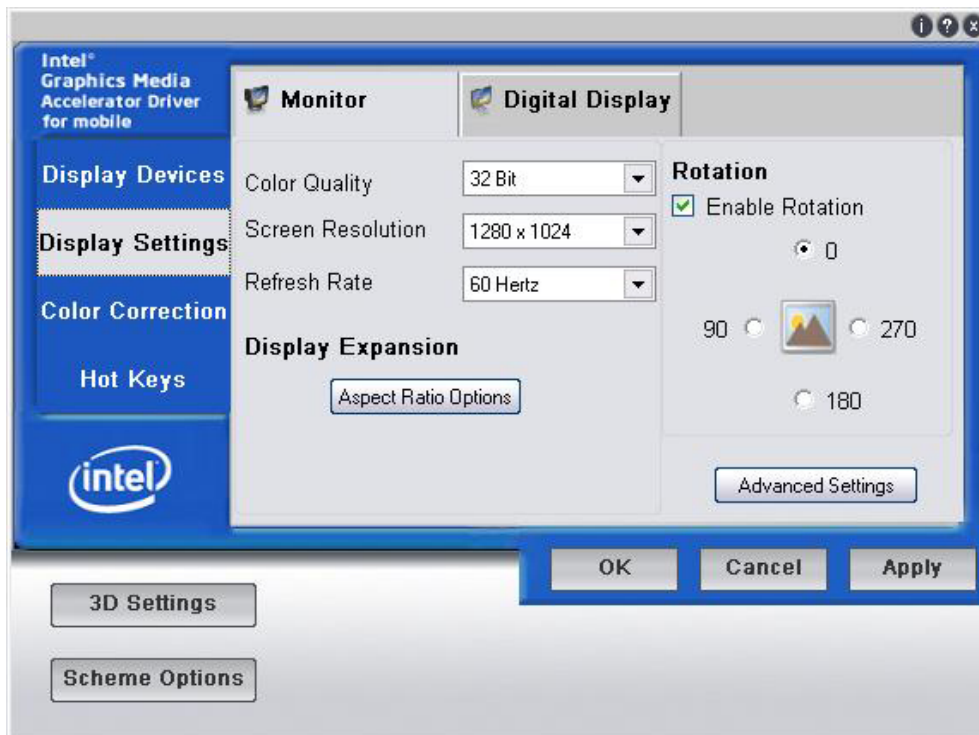 Intel®
Graphics Media
Accelerator Driver
for mobile
Monitor
Digital Display
Display Devices
Display Settings
Color Correction
Hot Keys
intel
Color Quality
32 Bit
Screen Resolution
1280 x 1024
Refresh Rate
60 Hertz
Display Expansion
Aspect Ratio Options
Rotation
Enable Rotation
0
90
270
180
Advanced Settings
OK
Cancel
Apply
3D Settings
Scheme Options